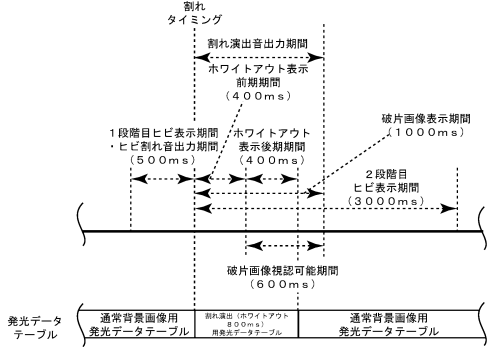 割れ
タイミング
割れ演出音出力期間
ホワイトアウト表示
前期期間
（４００ｍｓ）
破片画像表示期間
（１０００ｍｓ）
１段階目ヒビ表示期間
・ヒビ割れ音出力期間
（５００ｍｓ）
ホワイトアウト
表示後期期間
（４００ｍｓ）
２段階目
ヒビ表示期間
（３０００ｍｓ）
破片画像視認可能期間
（６００ｍｓ）
発光データ
テーブル
通常背景画像用
発光データテーブル
割れ演出（ホワイトアウト
８００ｍｓ）
用発光データテーブル
通常背景画像用
発光データテーブル